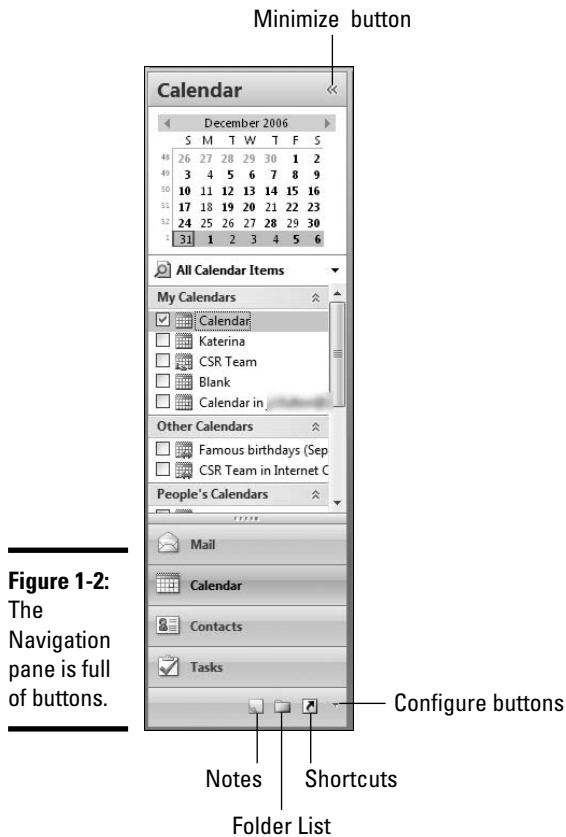 Minimize button
Calendar
December 2006
S M T W T F S
48 26 27 28 29 30 1 2
49 3 4 5 6 7 8 9
50 10 11 12 13 14 15 16
51 17 18 19 20 21 22 23
52 24 25 26 27 28 29 30
1 31 1 2 3 4 5 6
All Calendar Items
My Calendars
Calendar
Katerina
CSR Team
Blank
Calendar in
Other Calendars
Famous birthdays (Sep
CSR Team in Internet C
People's Calendars
Mail
Calendar
Contacts
Tasks
Figure 1-2:
The
Navigation
pane is full
of buttons.
Configure buttons
Notes
Shortcuts
Folder List